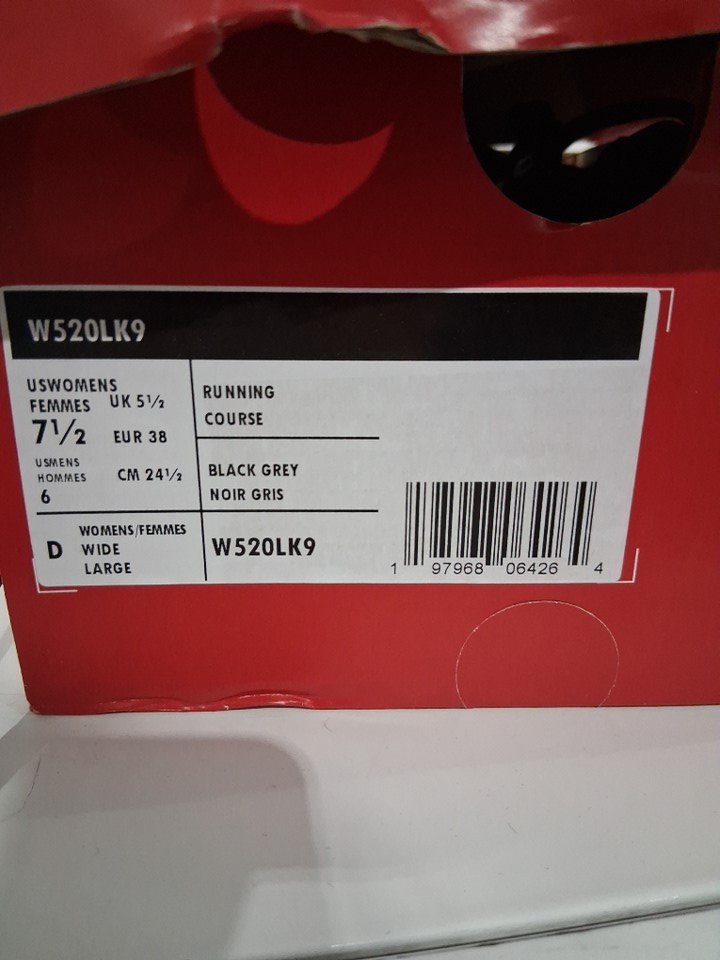 W520LK9
USWOMENS
FEMMES UK 5½
7½ EUR 38
USMENS
HOMMES CM 24½
6
RUNNING
COURSE
BLACK GREY
NOIR GRIS
D WOMENS/FEMMES
WIDE
LARGE
W520LK9
1 97968 06426 4